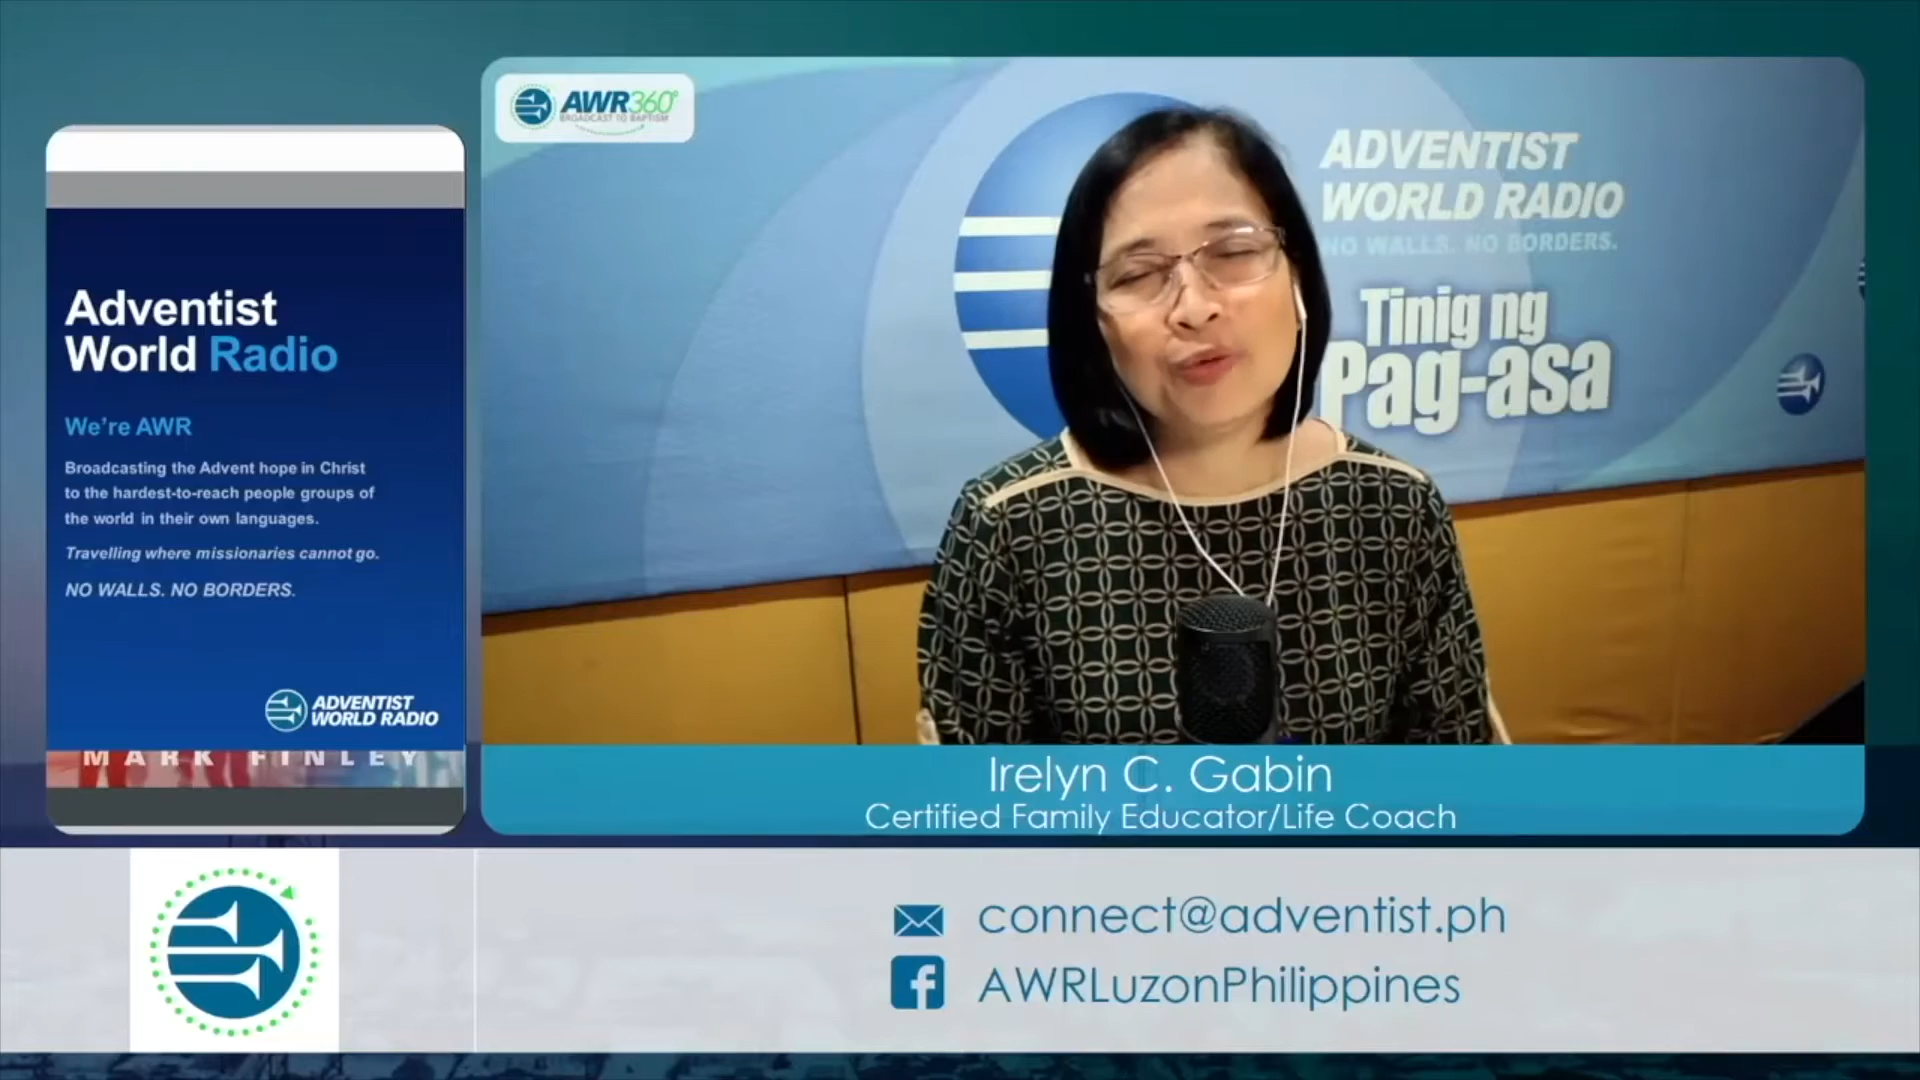 AWR360°
BROADCAST TO BAPTISM
ADVENTIST
WORLD RADIO
NO WALLS. NO BORDERS.
Tinig ng
Pag-asa
Adventist
World Radio
We're AWR
Broadcasting the Advent hope in Christ
to the hardest-to-reach people groups of
the world in their own languages.
Travelling where missionaries cannot go.
NO WALLS. NO BORDERS.
ADVENTIST
WORLD RADIO
MARK FINLEY
Irelyn C. Gabin
Certified Family Educator/Life Coach
connect@adventist.ph
AWRLuzonPhilippines